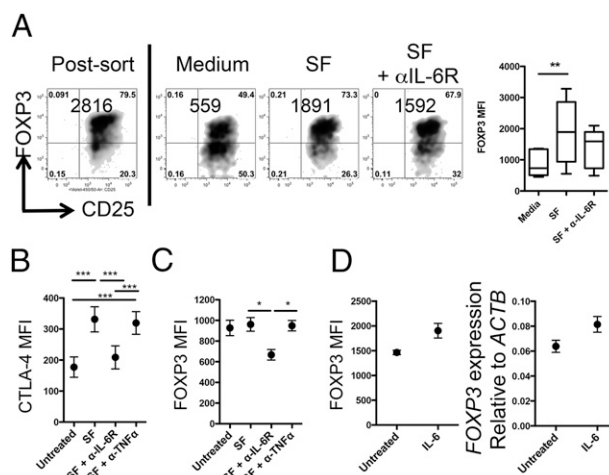 A
Post-sort
Medium
SF
SF
+ αIL-6R
FOXP3
CD25
0.091
79.5
2816
0.15
20.3
0.16
49.4
559
0.16
50.3
0.21
73.3
1891
0.21
26.3
0
67.9
1592
0.11
32
FOXP3 MFI
4000
3000
2000
1000
0
**
Media
SF
SF + α-IL-6R
B
CTLA-4 MFI
400
300
200
100
0
*** ***
***
***
Untreated
SF
SF + α-IL-6R
SF + α-TNFα
C
FOXP3 MFI
1000
800
600
400
200
0
* *
Untreated
SF
SF + α-IL-6R
SF + α-TNFα
D
FOXP3 MFI
2500
2000
1500
1000
500
0
Untreated
IL-6
FOXP3 expression
Relative to ACTB
0.10
0.08
0.06
0.04
0.02
0.00
Untreated
IL-6